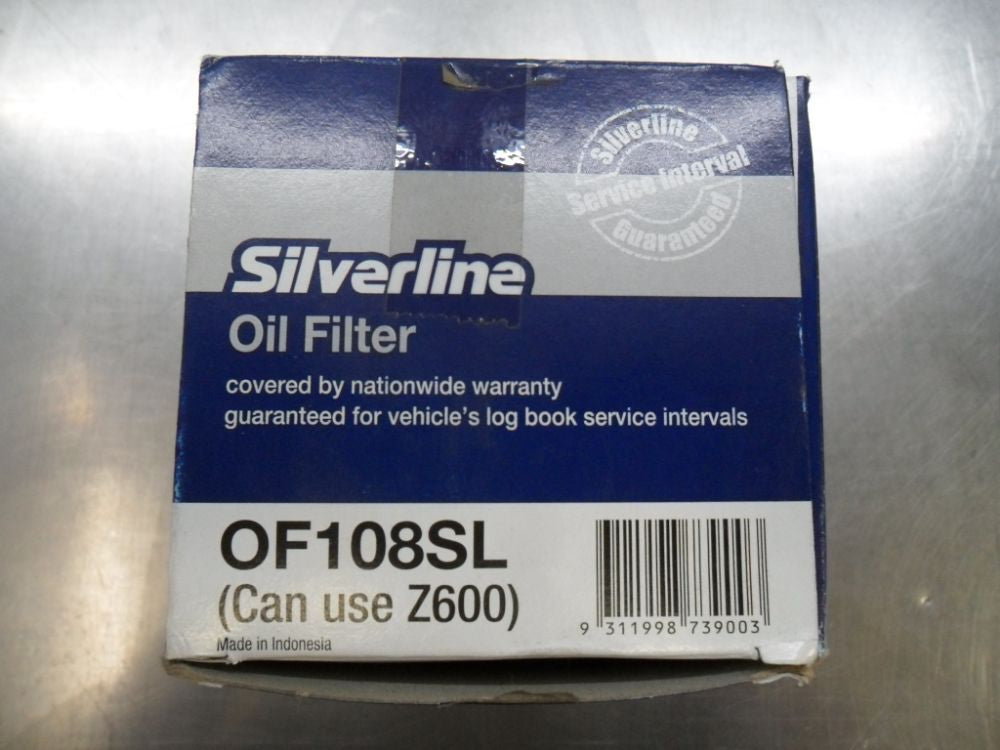 Silverline
Service Interval
Guaranteed
Silverline
Oil Filter
covered by nationwide warranty
guaranteed for vehicle's log book service intervals
OF108SL
(Can use Z600)
9 311998 739003
Made in Indonesia